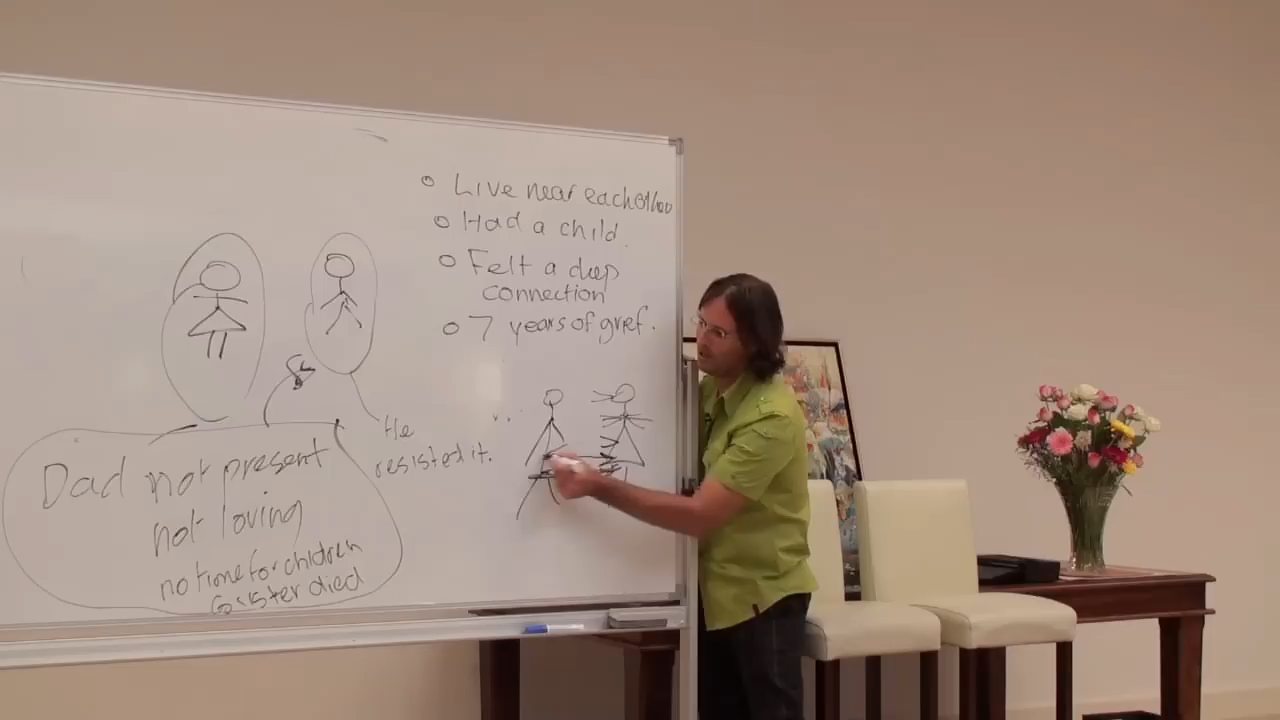 Live near each other
Had a child.
Felt a deep
connection
7 years of grief.
He
resisted it.
Dad not present
not loving
no time for children
sister died